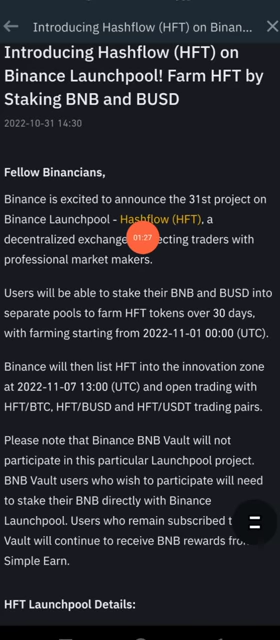 Introducing Hashflow (HFT) on Binan...
Introducing Hashflow (HFT) on
Binance Launchpool! Farm HFT by
Staking BNB and BUSD
2022-10-31 14:30
Fellow Binancians,
Binance is excited to announce the 31st project on
Binance Launchpool - Hashflow (HFT), a
decentralized exchange ecting traders with
01:27
professional market makers.
Users will be able to stake their BNB and BUSD into
separate pools to farm HFT tokens over 30 days,
with farming starting from 2022-11-01 00:00 (UTC).
Binance will then list HFT into the innovation zone
at 2022-11-07 13:00 (UTC) and open trading with
HFT/BTC, HFT/BUSD and HFT/USDT trading pairs.
Please note that Binance BNB Vault will not
participate in this particular Launchpool project.
BNB Vault users who wish to participate will need
to stake their BNB directly with Binance
Launchpool. Users who remain subscribed t
Vault will continue to receive BNB rewards from
Simple Earn.
HFT Launchpool Details: